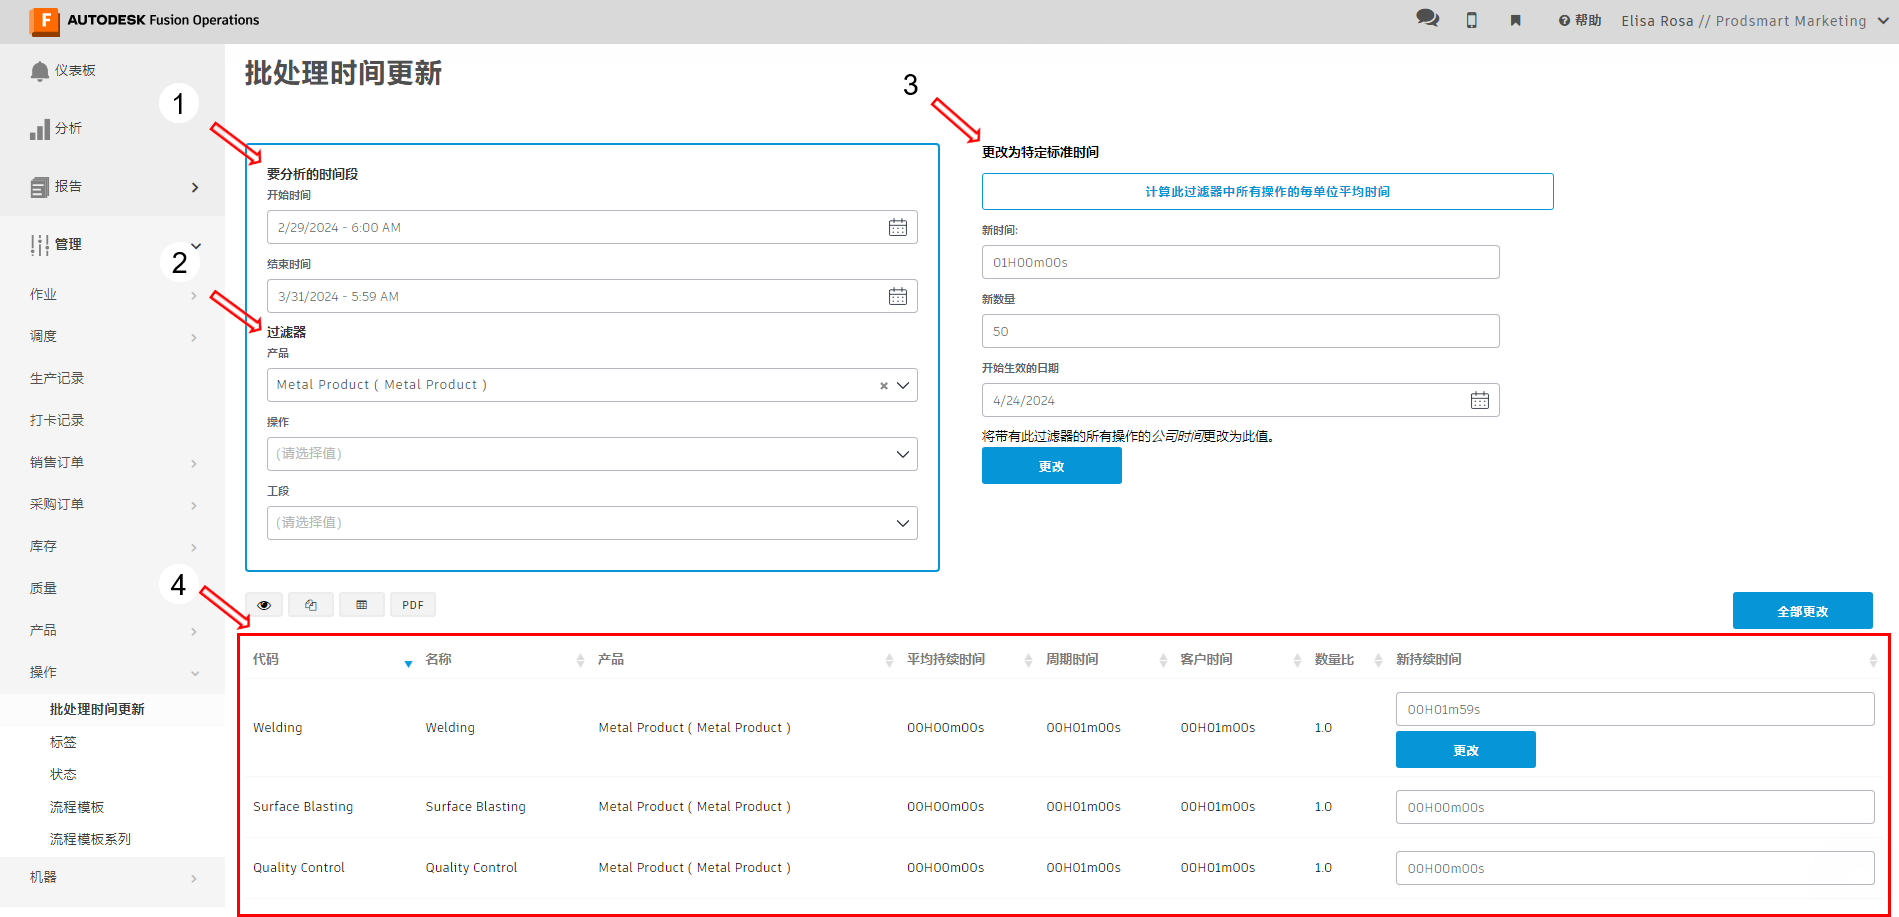 F AUTODESK Fusion Operations
帮助
Elisa Rosa // Prodsmart Marketing
仪表板
分析
报告
管理
作业
调度
生产记录
打卡记录
销售订单
采购订单
库存
质量
产品
操作
批处理时间更新
标签
状态
流程模板
流程模板系列
机器
批处理时间更新
1
要分析的时间段
开始时间
2/29/2024 - 6:00 AM
结束时间
3/31/2024 - 5:59 AM
2
过滤器
产品
Metal Product ( Metal Product )
操作
(请选择值)
工段
(请选择值)
3
更改为特定标准时间
计算此过滤器中所有操作的每单位平均时间
新时间:
01H00m00s
新数量
50
开始生效的日期
4/24/2024
将带有此过滤器的所有操作的公司时间更改为此值。
更改
4
PDF
全部更改
代码 名称 产品 平均持续时间 周期时间 客户时间 数量比 新持续时间
Welding Welding Metal Product ( Metal Product ) 00H00m00s 00H01m00s 00H01m00s 1.0 00H01m59s
更改
Surface Blasting Surface Blasting Metal Product ( Metal Product ) 00H00m00s 00H01m00s 00H01m00s 1.0 00H00m00s
Quality Control Quality Control Metal Product ( Metal Product ) 00H00m00s 00H01m00s 00H01m00s 1.0 00H00m00s